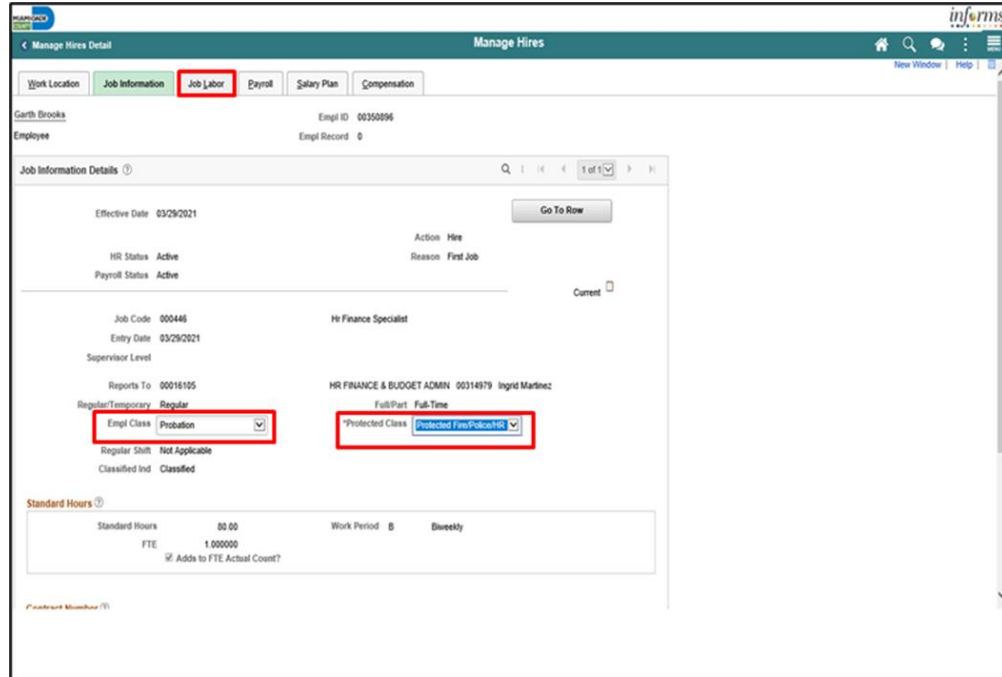 MIAMI-DADE COUNTY informs
Manage Hires Detail Manage Hires MENU
New Window | Help |
Work Location Job Information Job Labor Payroll Salary Plan Compensation
Garth Brooks Empl ID 00350896
Employee Empl Record 0
Job Information Details 1 of 1
Effective Date 03/29/2021 Go To Row
Action Hire
HR Status Active Reason First Job
Payroll Status Active
Current
Job Code 000446 Hr Finance Specialist
Entry Date 03/29/2021
Supervisor Level
Reports To 00016105 HR FINANCE & BUDGET ADMIN 00314979 Ingrid Martinez
Regular/Temporary Regular Full/Part Full-Time
Empl Class Probation *Protected Class Protected Fire/Police/HR
Regular Shift Not Applicable
Classified Ind Classified
Standard Hours
Standard Hours 80.00 Work Period B Biweekly
FTE 1.000000
Adds to FTE Actual Count?
Contract Number